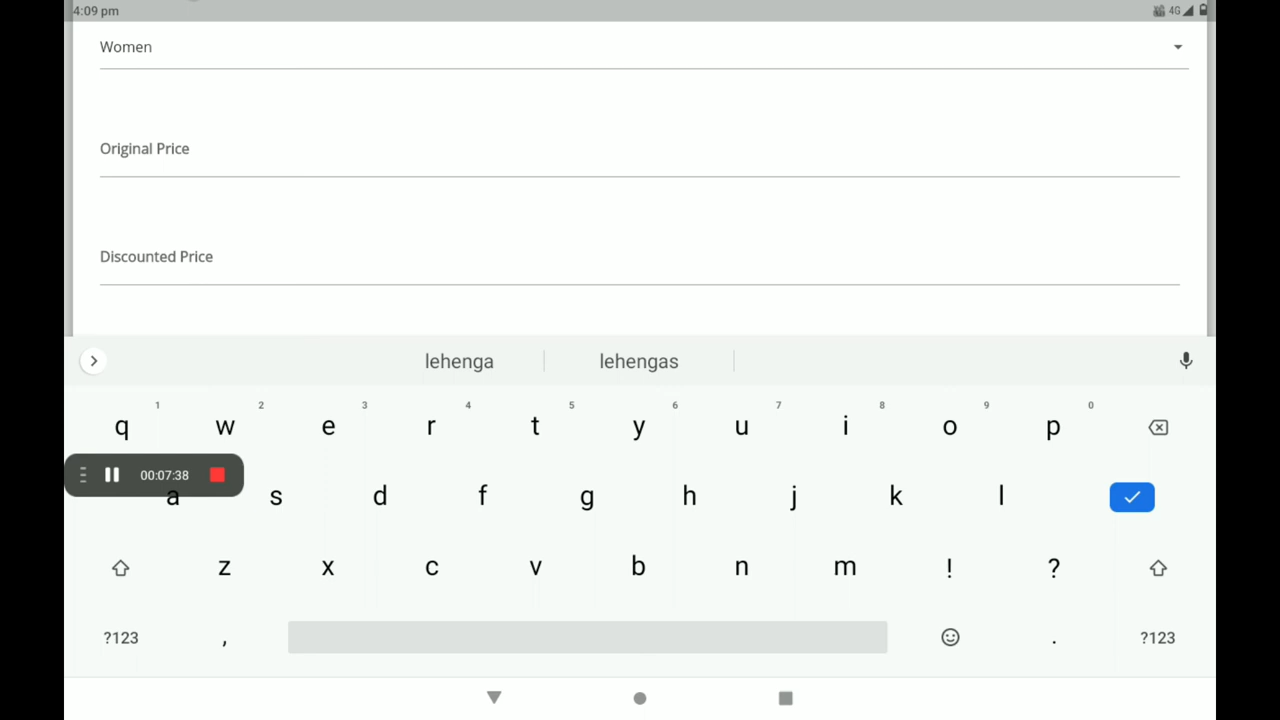 4:09 pm
4G
Women
Original Price
Discounted Price
lehenga lehengas
1 2 3 4 5 6 7 8 9 0
q w e r t y u i o p
00:07:38
a s d f g h j k l
z x c v b n m ! ?
?123 , . ?123